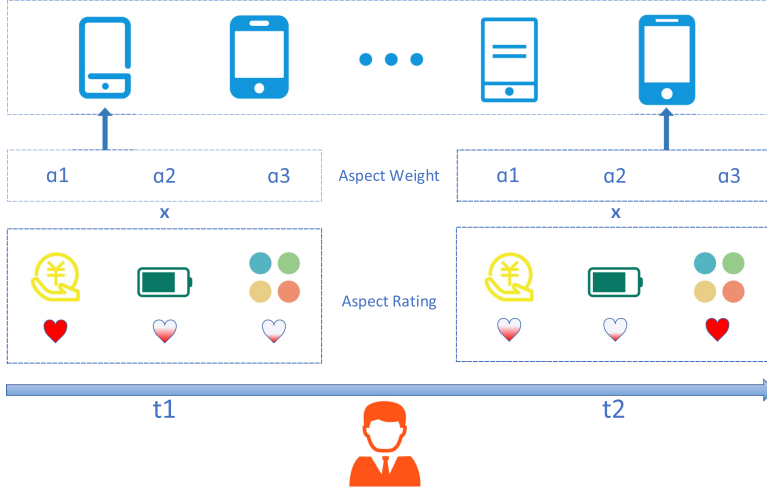 α1 α2 α3 Aspect Weight α1 α2 α3
x x
¥ ¥
Aspect Rating
t1 t2